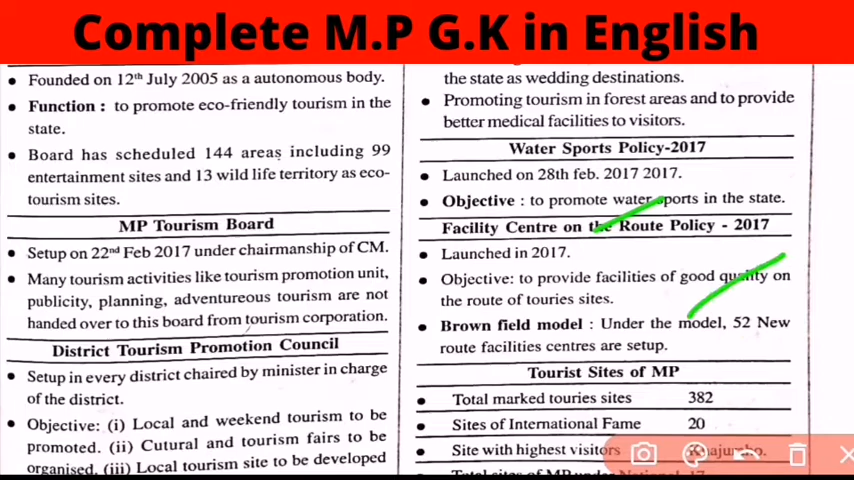 Complete M.P G.K in English
Founded on 12th July 2005 as a autonomous body.
Function : to promote eco-friendly tourism in the
state.
Board has scheduled 144 areas including 99
entertainment sites and 13 wild life territory as eco-
tourism sites.
MP Tourism Board
Setup on 22nd Feb 2017 under chairmanship of CM.
Many tourism activities like tourism promotion unit,
publicity, planning, adventureous tourism are not
handed over to this board from tourism corporation.
District Tourism Promotion Council
Setup in every district chaired by minister in charge
of the district.
Objective: (i) Local and weekend tourism to be
promoted. (ii) Cutural and tourism fairs to be
organised. (iii) Local tourism site to be developed
the state as wedding destinations.
Promoting tourism in forest areas and to provide
better medical facilities to visitors.
Water Sports Policy-2017
Launched on 28th feb. 2017 2017.
Objective : to promote water sports in the state.
Facility Centre on the Route Policy - 2017
Launched in 2017.
Objective: to provide facilities of good quality on
the route of touries sites.
Brown field model : Under the model, 52 New
route facilities centres are setup.
Tourist Sites of MP
Total marked touries sites 382
Sites of International Fame 20
Site with highest visitors Khajuraho.
Total sites of MP under National 17